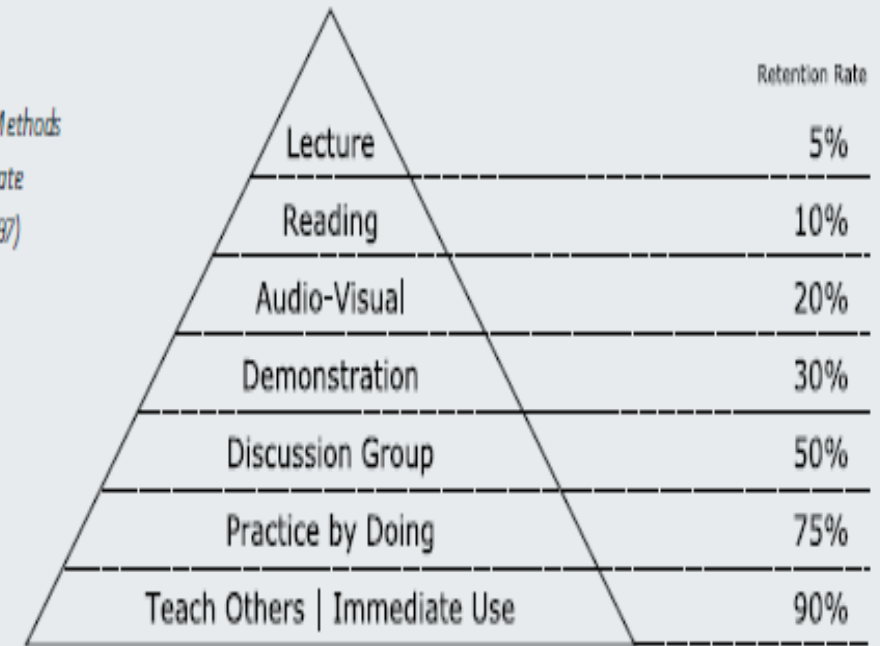 Retention Rate
Methods
Lecture 5%
Reading 10%
Audio-Visual 20%
Demonstration 30%
Discussion Group 50%
Practice by Doing 75%
Teach Others | Immediate Use 90%